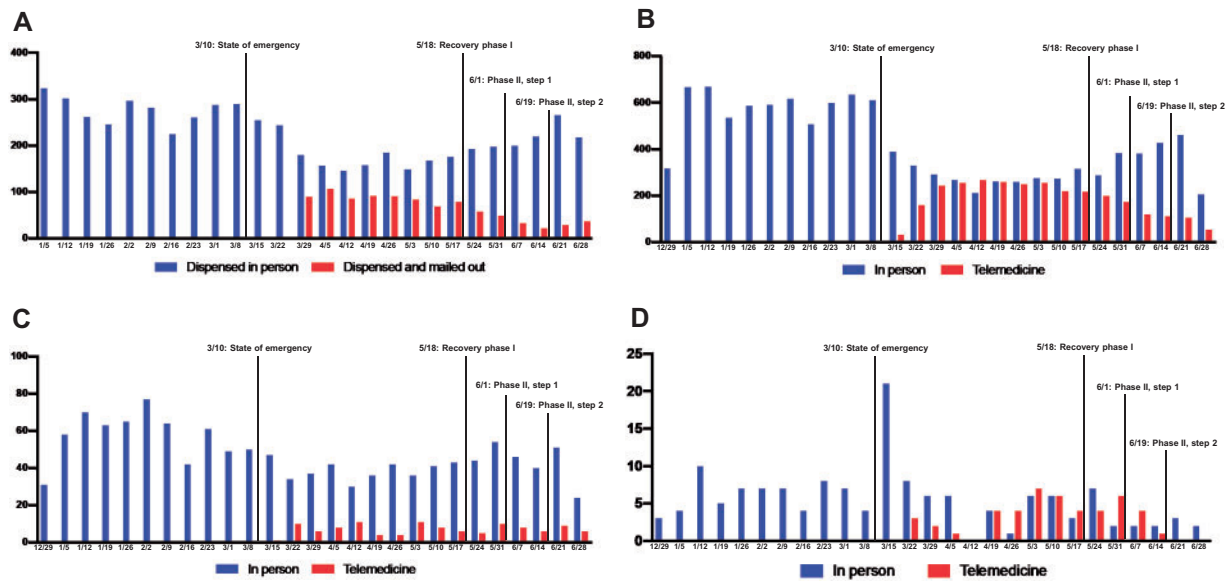 A
3/10: State of emergency
5/18: Recovery phase I
6/1: Phase II, step 1
6/19: Phase II, step 2
400
300
200
100
0
1/5 1/12 1/19 1/26 2/2 2/9 2/16 2/23 3/1 3/8 3/15 3/22 3/29 4/5 4/12 4/19 4/26 5/3 5/10 5/17 5/24 5/31 6/7 6/14 6/21 6/28
Dispensed in person Dispensed and mailed out
B
3/10: State of emergency
5/18: Recovery phase I
6/1: Phase II, step 1
6/19: Phase II, step 2
800
600
400
200
0
12/29 1/5 1/12 1/19 1/26 2/2 2/9 2/16 2/23 3/1 3/8 3/15 3/22 3/29 4/5 4/12 4/19 4/26 5/3 5/10 5/17 5/24 5/31 6/7 6/14 6/21 6/28
In person Telemedicine
C
3/10: State of emergency
5/18: Recovery phase I
6/1: Phase II, step 1
6/19: Phase II, step 2
100
80
60
40
20
0
12/29 1/5 1/12 1/19 1/26 2/2 2/9 2/16 2/23 3/1 3/8 3/15 3/22 3/29 4/5 4/12 4/19 4/26 5/3 5/10 5/17 5/24 5/31 6/7 6/14 6/21 6/28
In person Telemedicine
D
3/10: State of emergency
5/18: Recovery phase I
6/1: Phase II, step 1
6/19: Phase II, step 2
25
20
15
10
5
0
12/29 1/5 1/12 1/19 1/26 2/2 2/9 2/16 2/23 3/1 3/8 3/15 3/22 3/29 4/5 4/12 4/19 4/26 5/3 5/10 5/17 5/24 5/31 6/7 6/14 6/21 6/28
In person Telemedicine